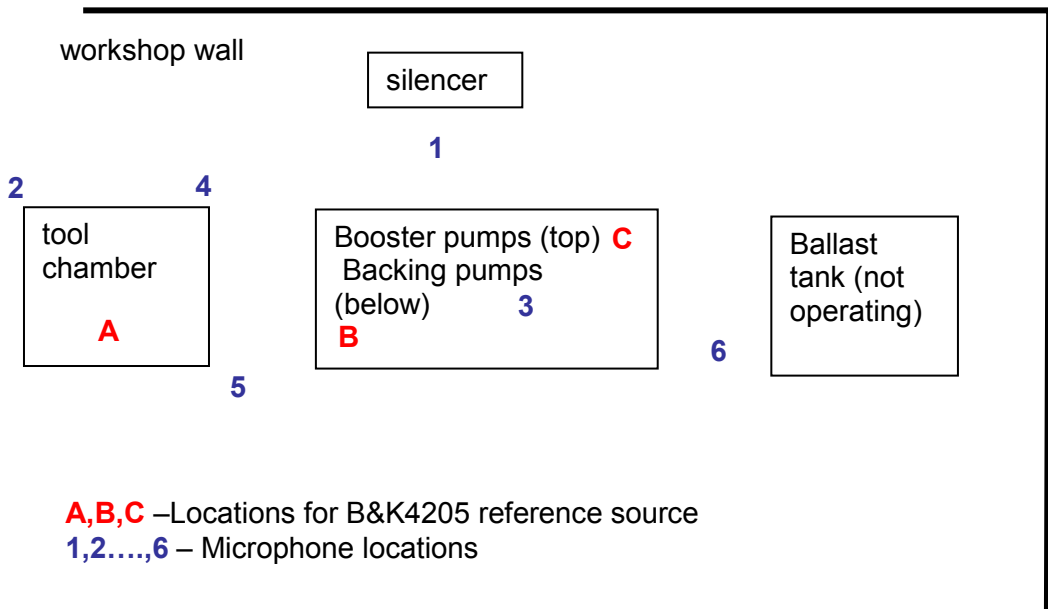 workshop wall
silencer
1
2
4
tool
chamber
A
Booster pumps (top) C
Backing pumps
(below)
3
B
Ballast
tank (not
operating)
6
5
A,B,C –Locations for B&K4205 reference source
1,2….,6 – Microphone locations